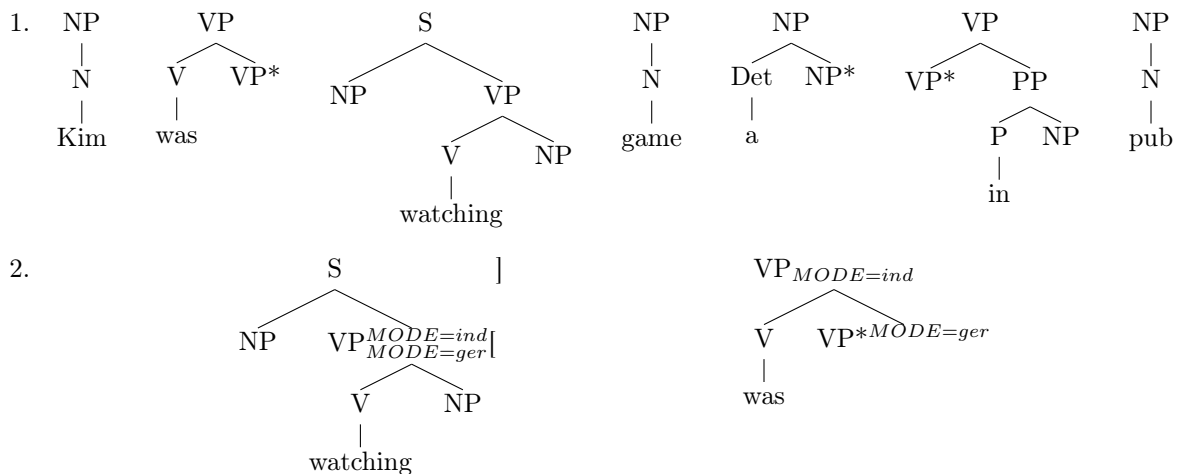 1. NP VP S NP NP VP NP
N V VP* NP VP N Det NP* VP* PP N
Kim was V NP game a P NP pub
watching in
2. S ] VP_{MODE=ind}
NP VP^{MODE=ind}_{MODE=ger}[ V VP*^{MODE=ger}
V NP was
watching